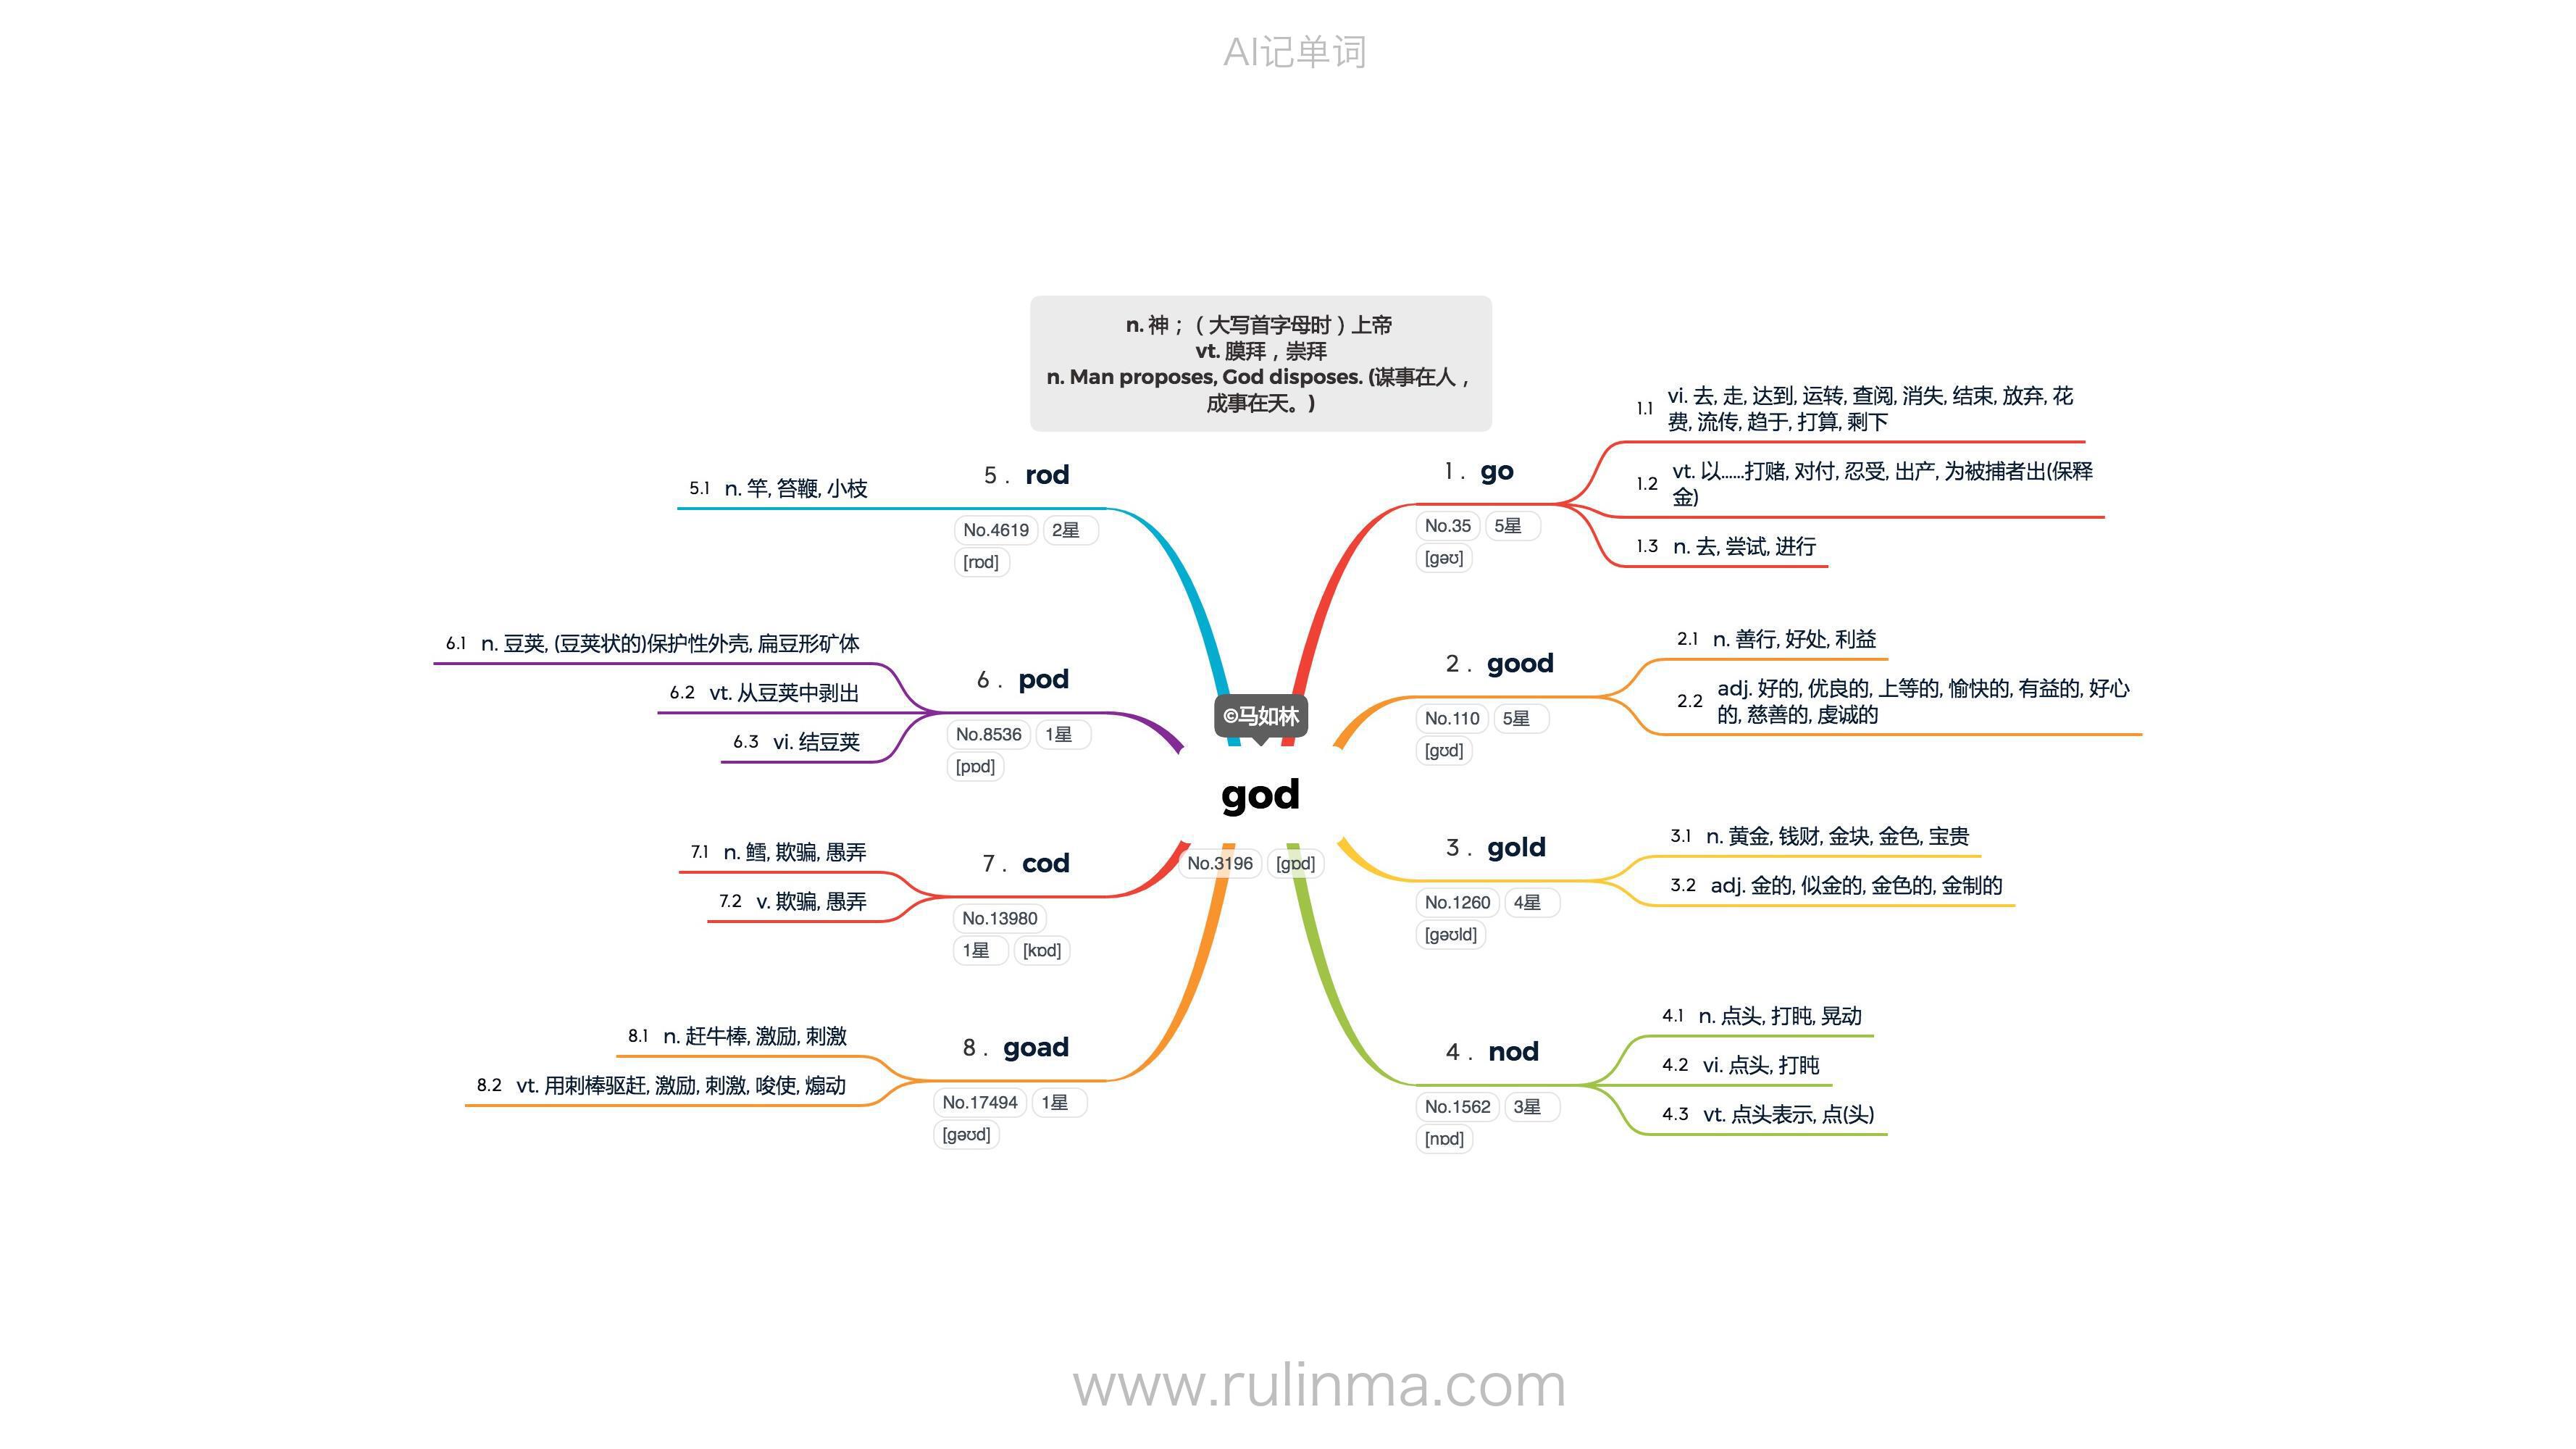 AI记单词
n. 神；（大写首字母时）上帝
vt. 膜拜，崇拜
n. Man proposes, God disposes. (谋事在人，
成事在天。)
©马如林
god
No.3196 [gɒd]
1. go
No.35 5星
[gəʊ]
1.1 vi. 去, 走, 达到, 运转, 查阅, 消失, 结束, 放弃, 花
费, 流传, 趋于, 打算, 剩下
1.2 vt. 以……打赌, 对付, 忍受, 出产, 为被捕者出(保释
金)
1.3 n. 去, 尝试, 进行
2. good
No.110 5星
[gʊd]
2.1 n. 善行, 好处, 利益
2.2 adj. 好的, 优良的, 上等的, 愉快的, 有益的, 好心
的, 慈善的, 虔诚的
3. gold
No.1260 4星
[gəʊld]
3.1 n. 黄金, 钱财, 金块, 金色, 宝贵
3.2 adj. 金的, 似金的, 金色的, 金制的
4. nod
No.1562 3星
[nɒd]
4.1 n. 点头, 打盹, 晃动
4.2 vi. 点头, 打盹
4.3 vt. 点头表示, 点(头)
5. rod
No.4619 2星
[rɒd]
5.1 n. 竿, 笞鞭, 小枝
6. pod
No.8536 1星
[pɒd]
6.1 n. 豆荚, (豆荚状的)保护性外壳, 扁豆形矿体
6.2 vt. 从豆荚中剥出
6.3 vi. 结豆荚
7. cod
No.13980
1星 [kɒd]
7.1 n. 鳕, 欺骗, 愚弄
7.2 v. 欺骗, 愚弄
8. goad
No.17494 1星
[gəʊd]
8.1 n. 赶牛棒, 激励, 刺激
8.2 vt. 用刺棒驱赶, 激励, 刺激, 唆使, 煽动
www.rulinma.com